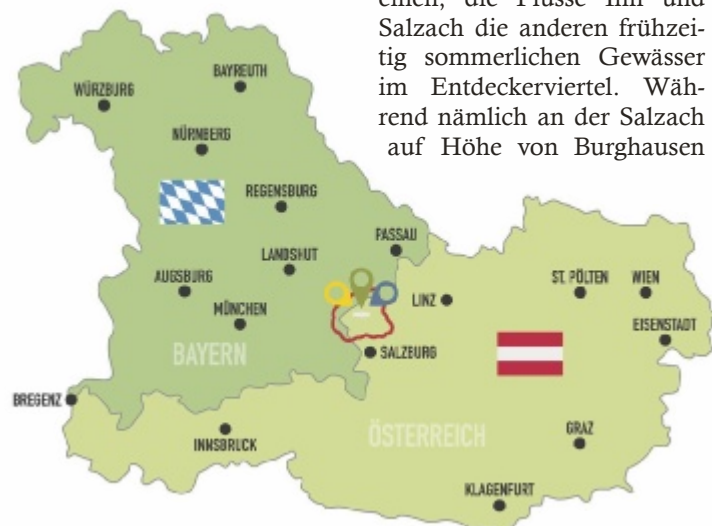 Salzach die anderen frühzei-
tig sommerlichen Gewässer
im Entdeckerviertel. Wäh-
rend nämlich an der Salzach
auf Höhe von Burghausen
BAYREUTH
WÜRZBURG
NÜRNBERG
REGENSBURG
PASSAU
LANDSHUT
AUGSBURG
MÜNCHEN
LINZ
ST. PÖLTEN
WIEN
EISENSTADT
BAYERN
SALZBURG
BREGENZ
INNSBRUCK
ÖSTERREICH
GRAZ
KLAGENFURT